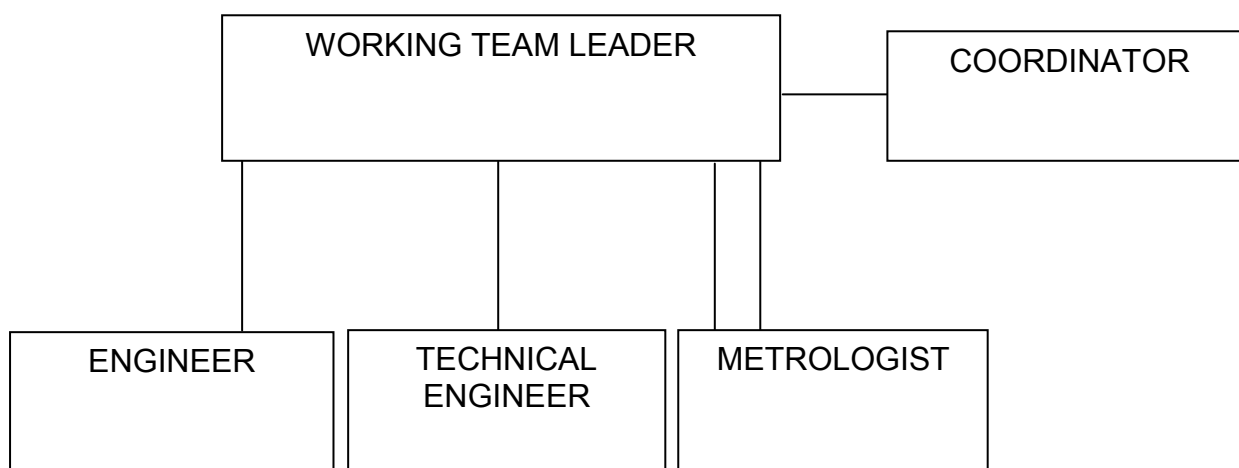 WORKING TEAM LEADER
COORDINATOR
ENGINEER
TECHNICAL
ENGINEER
METROLOGIST